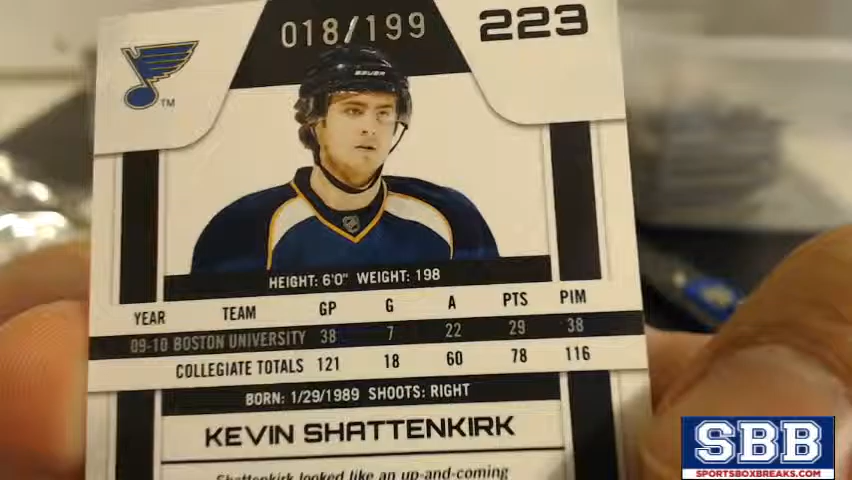 018/199
223
TM
BAUER
HEIGHT: 6'0" WEIGHT: 198
YEAR TEAM GP G A PTS PIM
09-10 BOSTON UNIVERSITY 38 7 22 29 38
COLLEGIATE TOTALS 121 18 60 78 116
BORN: 1/29/1989 SHOOTS: RIGHT
KEVIN SHATTENKIRK
Shattenkirk looked like an up-and-coming
SBB
SPORTSBOXBREAKS.COM